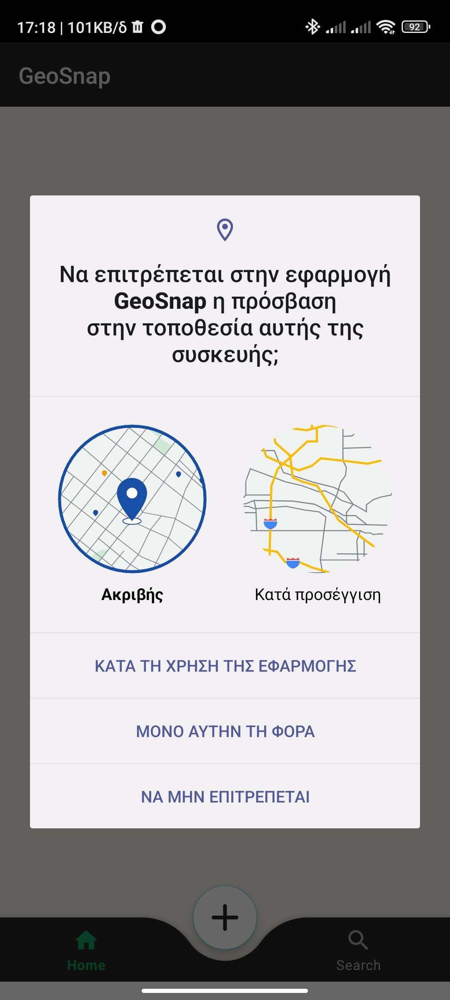 17:18 | 101KB/δ
92
GeoSnap
Να επιτρέπεται στην εφαρμογή
GeoSnap η πρόσβαση
στην τοποθεσία αυτής της
συσκευής;
Ακριβής
Κατά προσέγγιση
ΚΑΤΑ ΤΗ ΧΡΗΣΗ ΤΗΣ ΕΦΑΡΜΟΓΗΣ
ΜΟΝΟ ΑΥΤΗΝ ΤΗ ΦΟΡΑ
ΝΑ ΜΗΝ ΕΠΙΤΡΕΠΕΤΑΙ
Home
Search